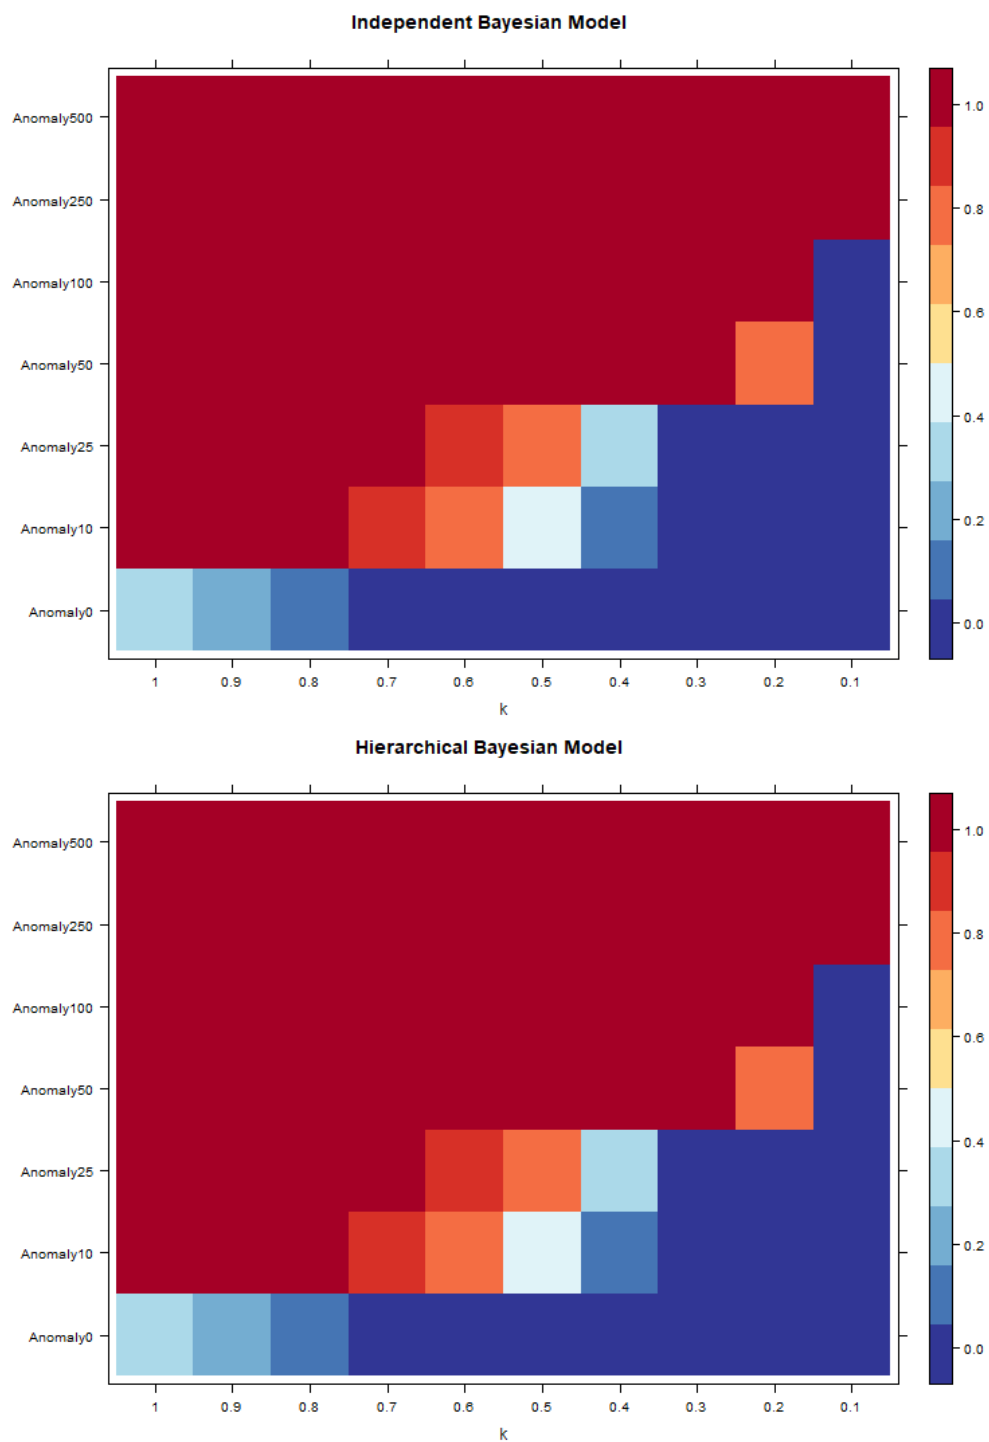 Independent Bayesian Model
Anomaly500
Anomaly250
Anomaly100
Anomaly50
Anomaly25
Anomaly10
Anomaly0
1 0.9 0.8 0.7 0.6 0.5 0.4 0.3 0.2 0.1
k
1.0
0.8
0.6
0.4
0.2
0.0
Hierarchical Bayesian Model
Anomaly500
Anomaly250
Anomaly100
Anomaly50
Anomaly25
Anomaly10
Anomaly0
1 0.9 0.8 0.7 0.6 0.5 0.4 0.3 0.2 0.1
k
1.0
0.8
0.6
0.4
0.2
0.0